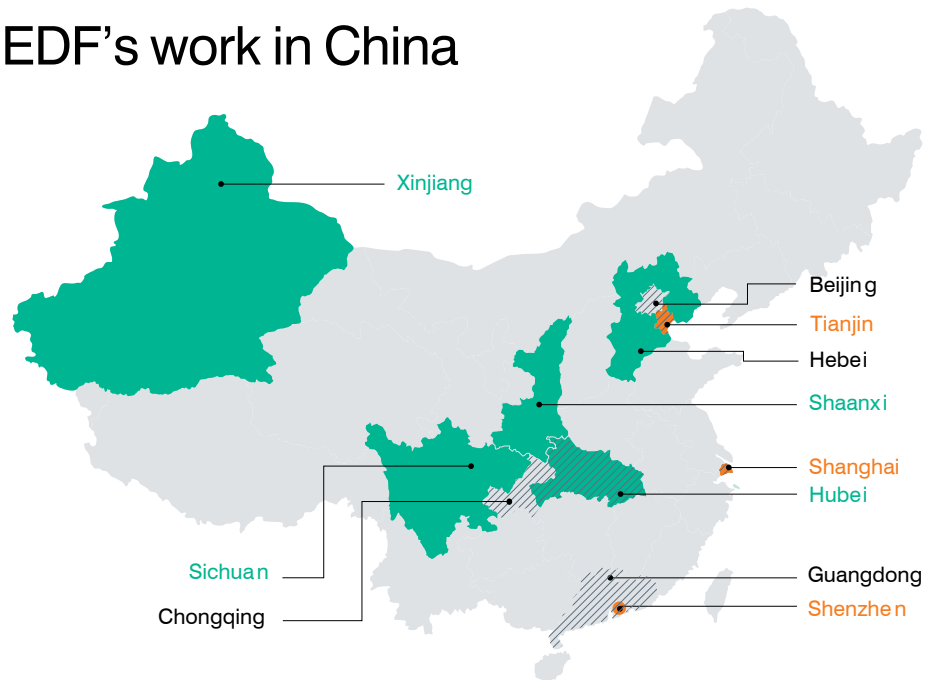 EDF’s work in China
Xinjiang
Beijing
Tianjin
Hebei
Shaanxi
Shanghai
Hubei
Sichuan
Guangdong
Shenzhen
Chongqing